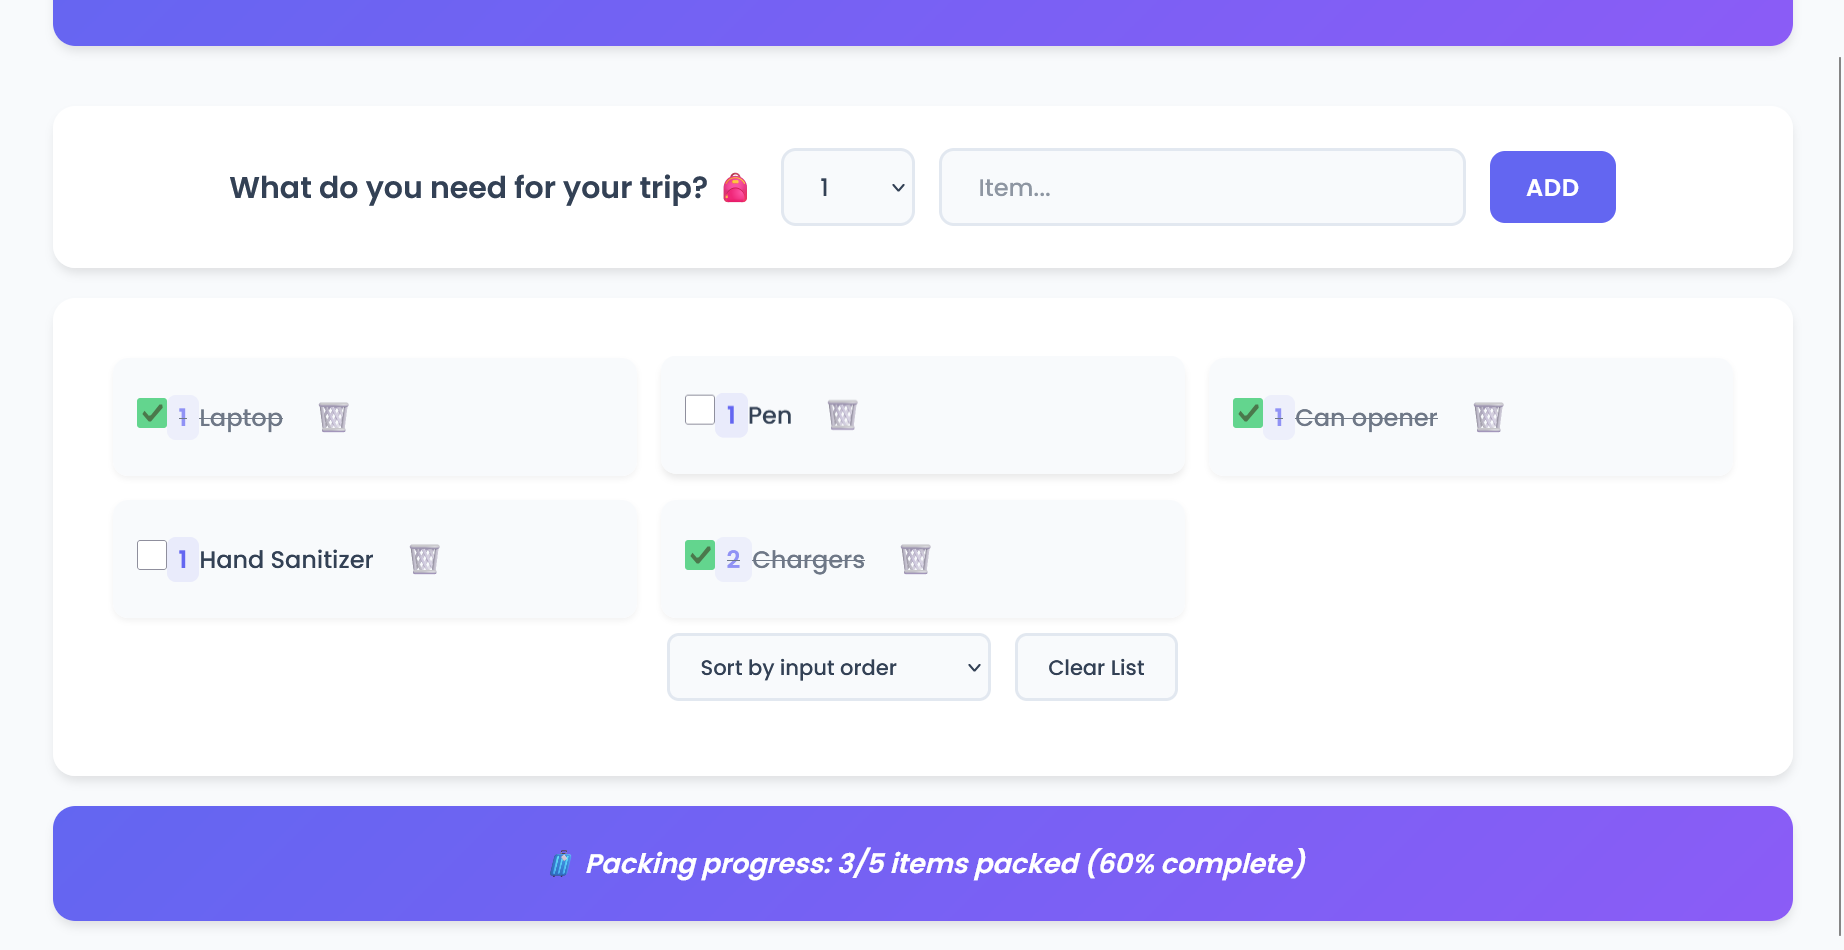 What do you need for your trip? 🎒 1 Item... ADD
1 Laptop
1 Pen
1 Can opener
1 Hand Sanitizer
2 Chargers
Sort by input order
Clear List
🧳 Packing progress: 3/5 items packed (60% complete)